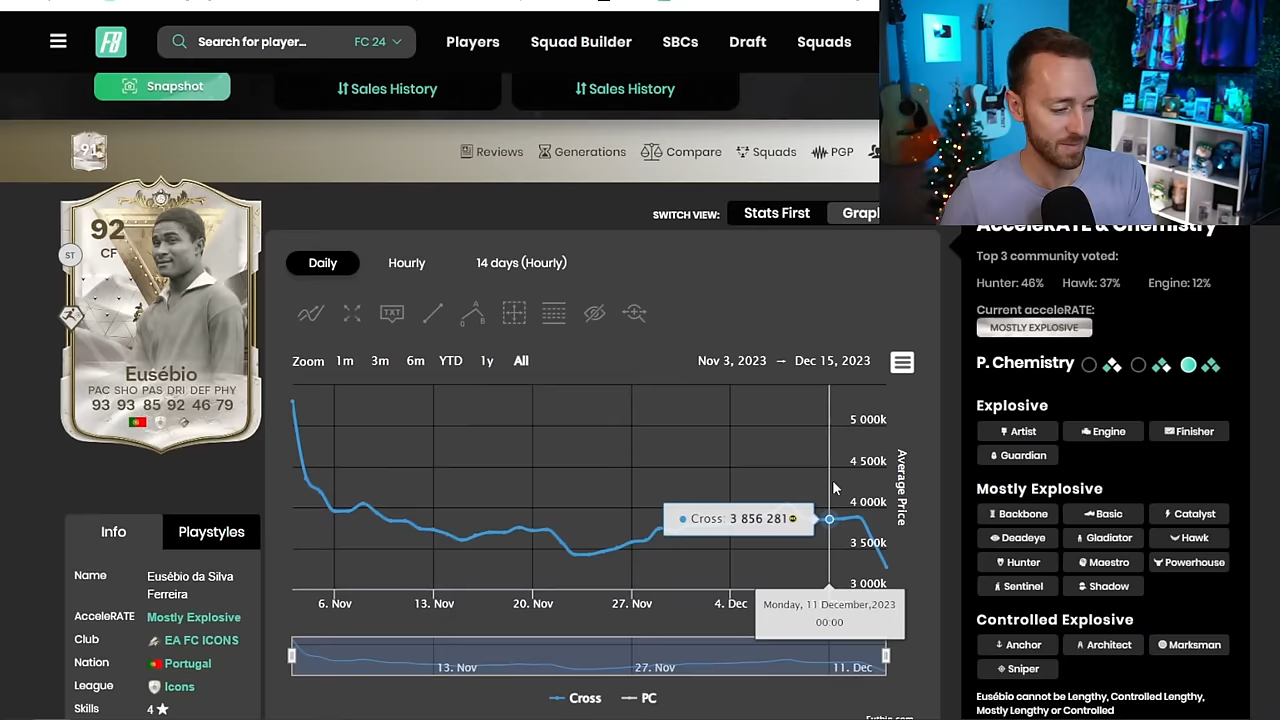 FB Search for player... FC 24 Players Squad Builder SBCs Draft Squads
Snapshot Sales History Sales History
91 Reviews Generations Compare Squads PGP
SWITCH VIEW: Stats First Grap
92
CF
ST
Eusébio
PAC SHO PAS DRI DEF PHY
93 93 85 92 46 79
Info Playstyles
Name Eusébio da Silva
Ferreira
AcceleRATE Mostly Explosive
Club EA FC ICONS
Nation Portugal
League Icons
Skills 4★
Daily Hourly 14 days (Hourly)
TXT
Zoom 1m 3m 6m YTD 1y All Nov 3, 2023 → Dec 15, 2023
5 000k
4 500k
4 000k
3 500k
3 000k
Average Price
Cross: 3 856 281
6. Nov 13. Nov 20. Nov 27. Nov 4. Dec
Monday, 11 December,2023
00:00
13. Nov 27. Nov 11. Dec
Cross PC
Futbin.com
AcceleRATE & Chemistry
Top 3 community voted:
Hunter: 46% Hawk: 37% Engine: 12%
Current acceleRATE:
MOSTLY EXPLOSIVE
P. Chemistry
Explosive
Artist Engine Finisher
Guardian
Mostly Explosive
Backbone Basic Catalyst
Deadeye Gladiator Hawk
Hunter Maestro Powerhouse
Sentinel Shadow
Controlled Explosive
Anchor Architect Marksman
Sniper
Eusébio cannot be Lengthy, Controlled Lengthy,
Mostly Lengthy or Controlled